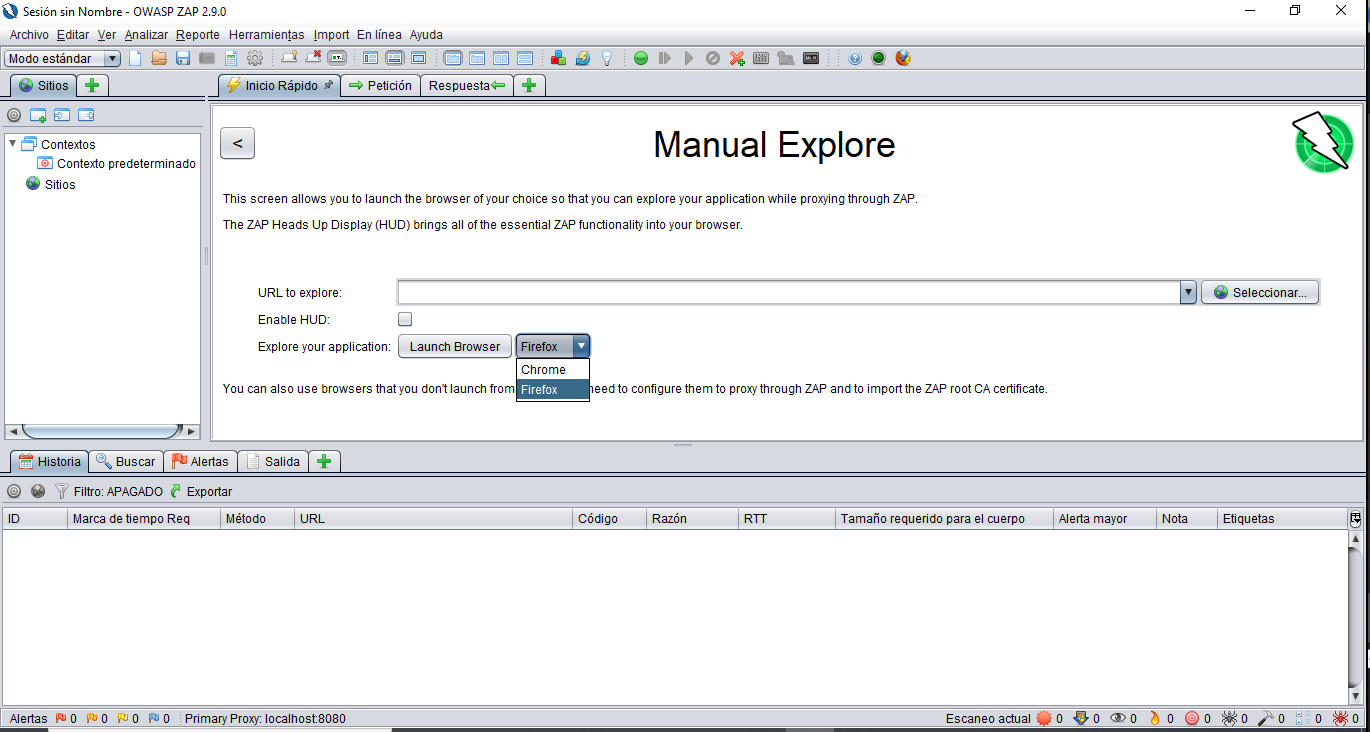 Sesión sin Nombre - OWASP ZAP 2.9.0
Archivo Editar Ver Analizar Reporte Herramientas Import En línea Ayuda
Modo estándar
Sitios
Inicio Rápido Petición Respuesta
Contextos
Contexto predeterminado
Sitios
<
Manual Explore
This screen allows you to launch the browser of your choice so that you can explore your application while proxying through ZAP.
The ZAP Heads Up Display (HUD) brings all of the essential ZAP functionality into your browser.
URL to explore:
Seleccionar...
Enable HUD:
Explore your application: Launch Browser Firefox
Chrome
Firefox
You can also use browsers that you don't launch from need to configure them to proxy through ZAP and to import the ZAP root CA certificate.
Historia Buscar Alertas Salida
Filtro: APAGADO Exportar
ID Marca de tiempo Req Método URL Código Razón RTT Tamaño requerido para el cuerpo Alerta mayor Nota Etiquetas
Alertas 0 0 0 0 Primary Proxy: localhost:8080 Escaneo actual 0 0 0 0 0 0 0 0 0